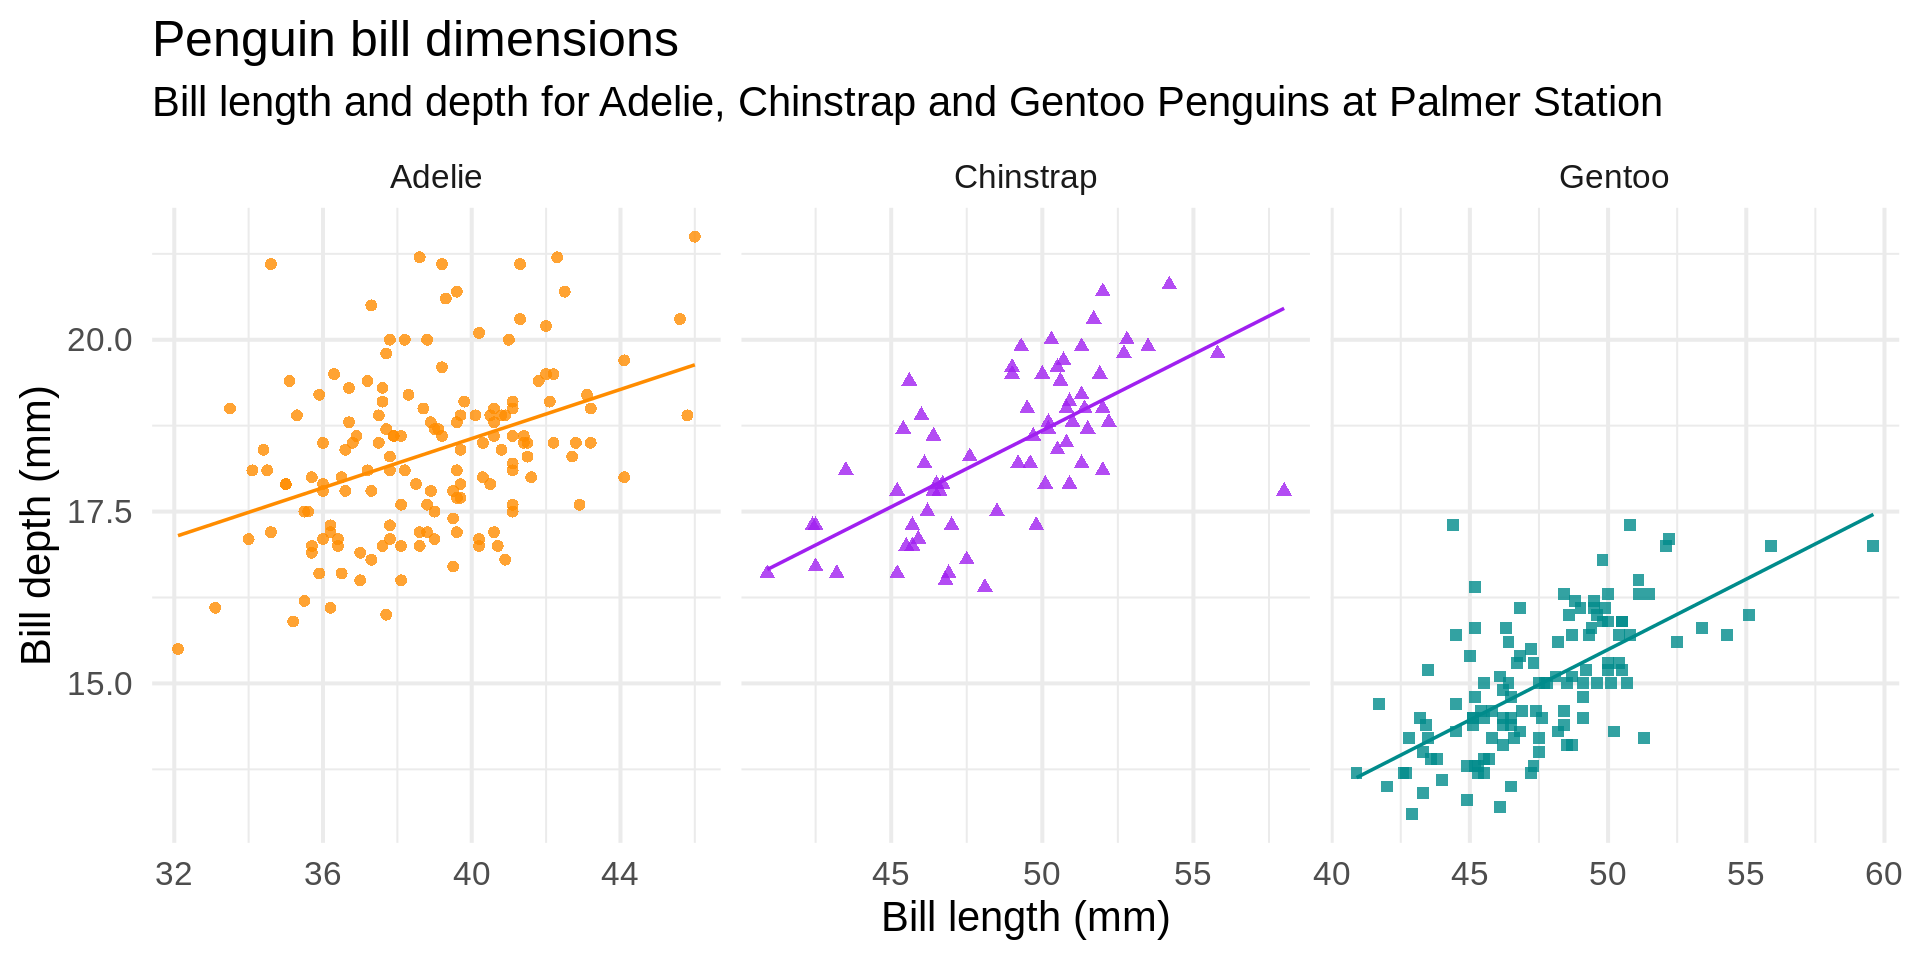 Penguin bill dimensions
Bill length and depth for Adelie, Chinstrap and Gentoo Penguins at Palmer Station
Adelie
Chinstrap
Gentoo
Bill depth (mm)
20.0
17.5
15.0
32 36 40 44
45 50 55
40 45 50 55 60
Bill length (mm)